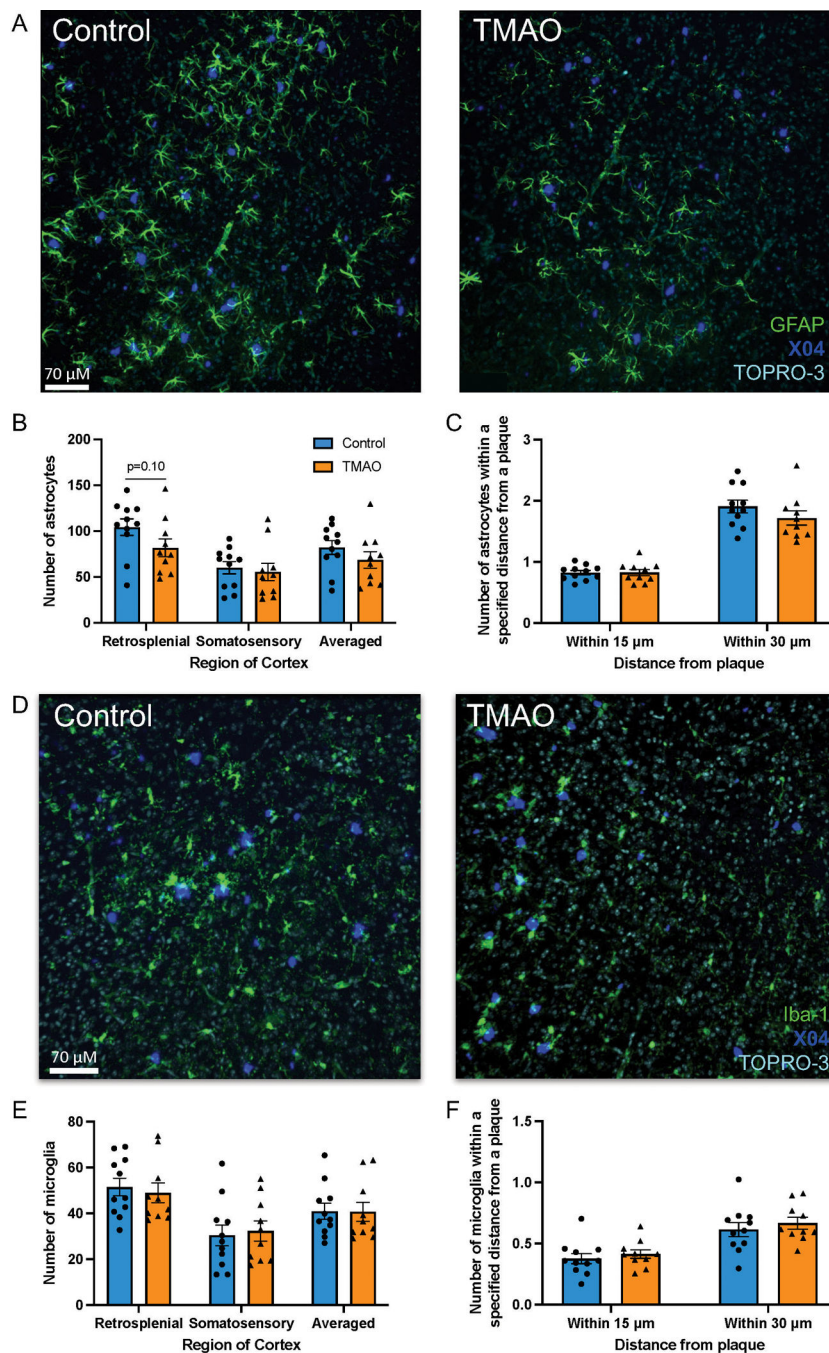 A
Control
TMAO
GFAP
X04
TOPRO-3
70 µM
B
Number of astrocytes
200
150
100
50
0
p=0.10
Control
TMAO
Retrosplenial Somatosensory Averaged
Region of Cortex
C
Number of astrocytes within a
specified distance from a plaque
3
2
1
0
Within 15 µm Within 30 µm
Distance from plaque
D
Control
TMAO
Iba-1
X04
TOPRO-3
70 µM
E
Number of microglia
80
60
40
20
0
Retrosplenial Somatosensory Averaged
Region of Cortex
F
Number of microglia within a
specified distance from a plaque
1.5
1.0
0.5
0.0
Within 15 µm Within 30 µm
Distance from plaque